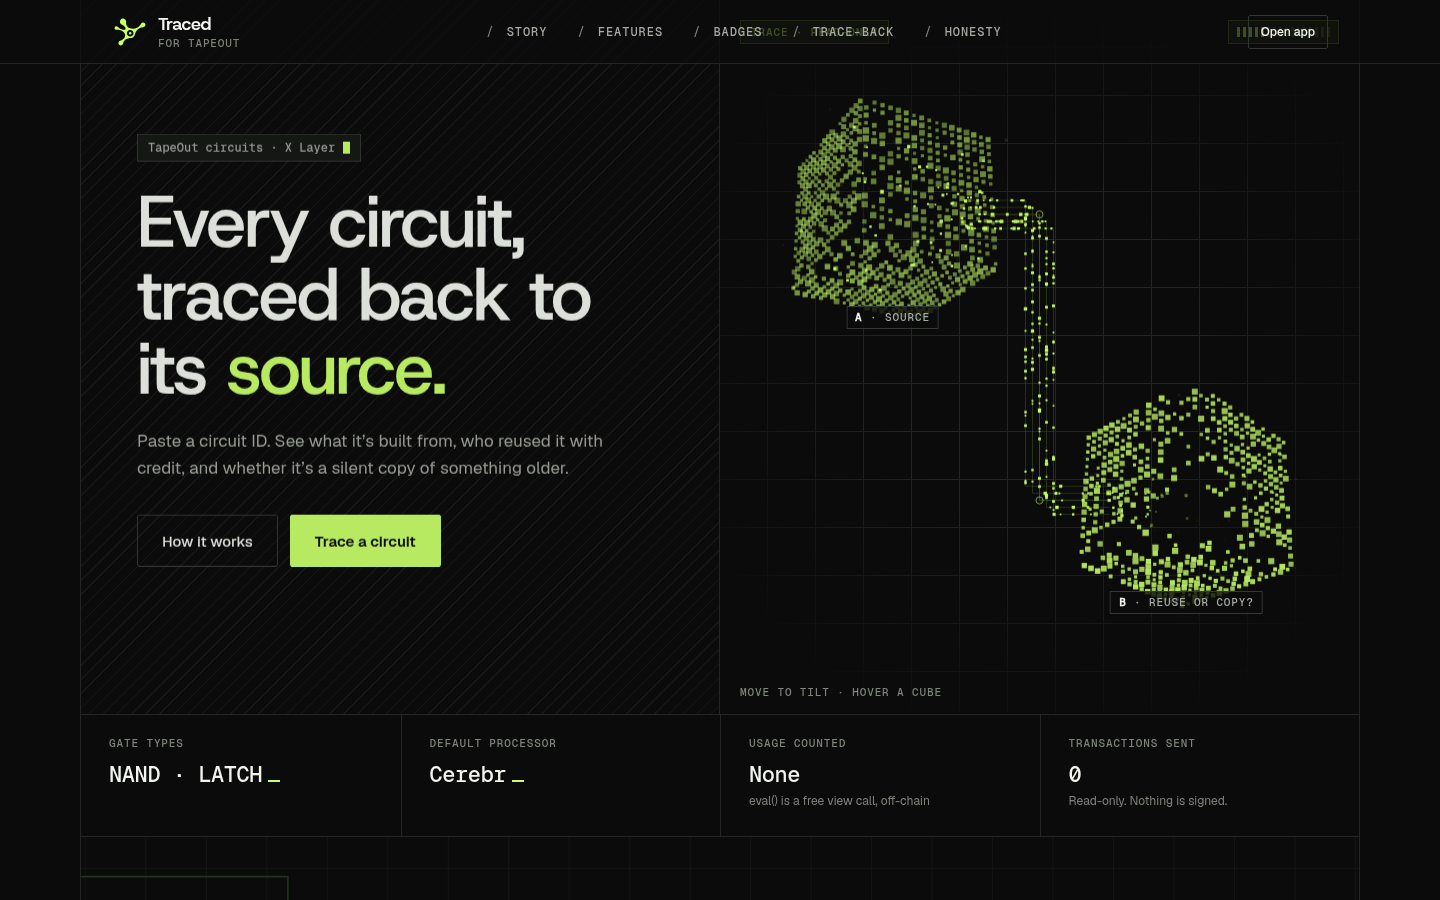 Traced
FOR TAPEOUT
/ STORY / FEATURES / BADGES / TRACE-BACK / HONESTY
Open app
TapeOut circuits · X Layer
Every circuit,
traced back to
its source.
Paste a circuit ID. See what it’s built from, who reused it with
credit, and whether it’s a silent copy of something older.
How it works
Trace a circuit
A · SOURCE
B · REUSE OR COPY?
MOVE TO TILT · HOVER A CUBE
GATE TYPES
NAND · LATCH
DEFAULT PROCESSOR
Cerebr
USAGE COUNTED
None
eval() is a free view call, off-chain
TRANSACTIONS SENT
0
Read-only. Nothing is signed.